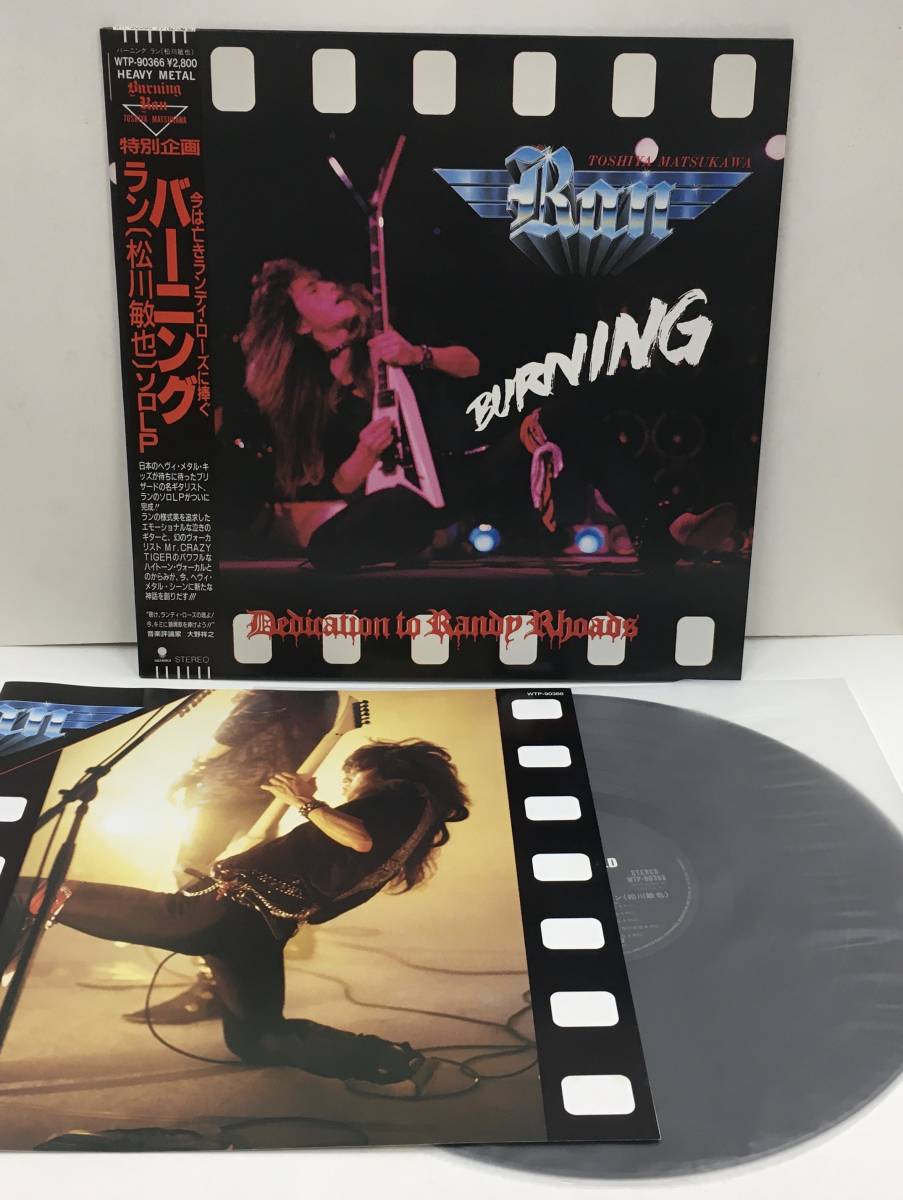 バーニング ラン〔松川敏也〕
WTP-90366 ¥2,800
HEAVY METAL
Burning
Ran
TOSHIYA MATSUKAWA
特別企画
今は亡きランディ・ローズに捧ぐ
バーニング
ラン〔松川敏也〕ソロLP
日本のヘヴィ・メタル・キ
ッズが待ちに待ったブリ
ザードの名ギタリスト、
ランのソロLPがついに
完成!!
ランの様式美を追求した
エモーショナルな泣きの
ギターと、幻のヴォーカ
リスト Mr.CRAZY
TIGERのパワフルな
ハイトーン・ヴォーカルと
のからみが、今、ヘヴィ・
メタル・シーンに新たな
神話を創りだす!!!
音楽評論家 大野祥之
STEREO
TOSHIYA MATSUKAWA
Ran
BURNING
Dedication to Randy Rhoads
WTP-90366
STEREO
WTP-90366
ン〔松川敏也〕